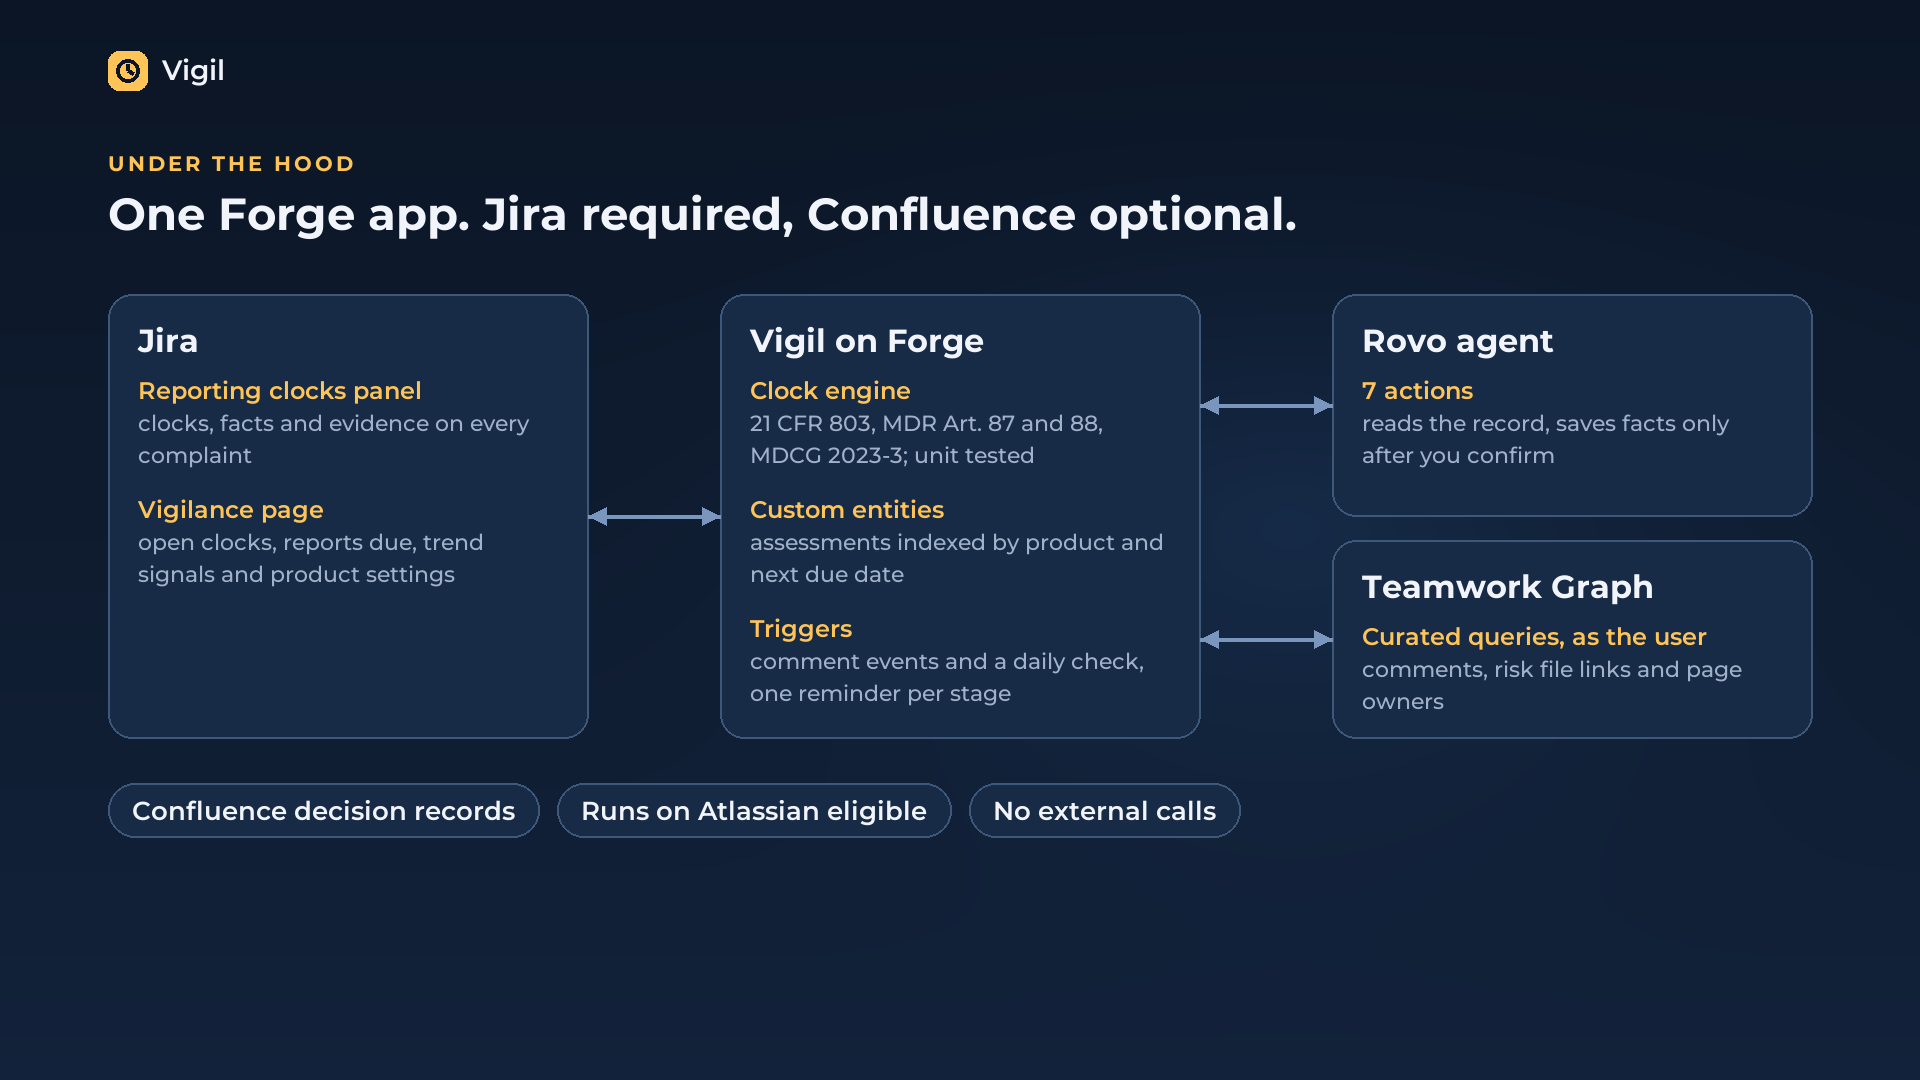 Vigil
UNDER THE HOOD
One Forge app. Jira required, Confluence optional.
Jira
Reporting clocks panel
clocks, facts and evidence on every
complaint
Vigilance page
open clocks, reports due, trend
signals and product settings
Vigil on Forge
Clock engine
21 CFR 803, MDR Art. 87 and 88,
MDCG 2023-3; unit tested
Custom entities
assessments indexed by product and
next due date
Triggers
comment events and a daily check,
one reminder per stage
Rovo agent
7 actions
reads the record, saves facts only
after you confirm
Teamwork Graph
Curated queries, as the user
comments, risk file links and page
owners
Confluence decision records
Runs on Atlassian eligible
No external calls